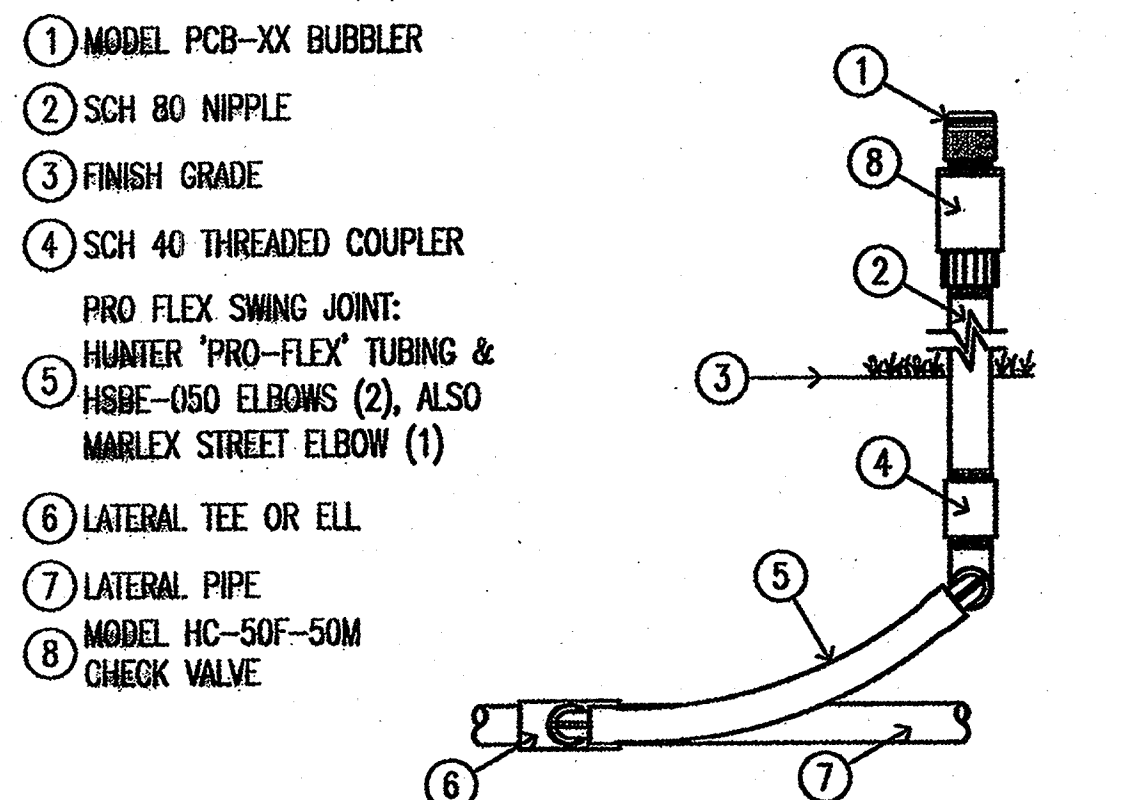 1 MODEL PCB-XX BUBBLER
2 SCH 80 NIPPLE
3 FINISH GRADE
4 SCH 40 THREADED COUPLER
PRO FLEX SWING JOINT:
HUNTER 'PRO-FLEX' TUBING &
5 HSBE-050 ELBOWS (2), ALSO
MARLEX STREET ELBOW (1)
6 LATERAL TEE OR ELL
7 LATERAL PIPE
8 MODEL HC-50F-50M
CHECK VALVE
1
8
2
3
4
5
6
7